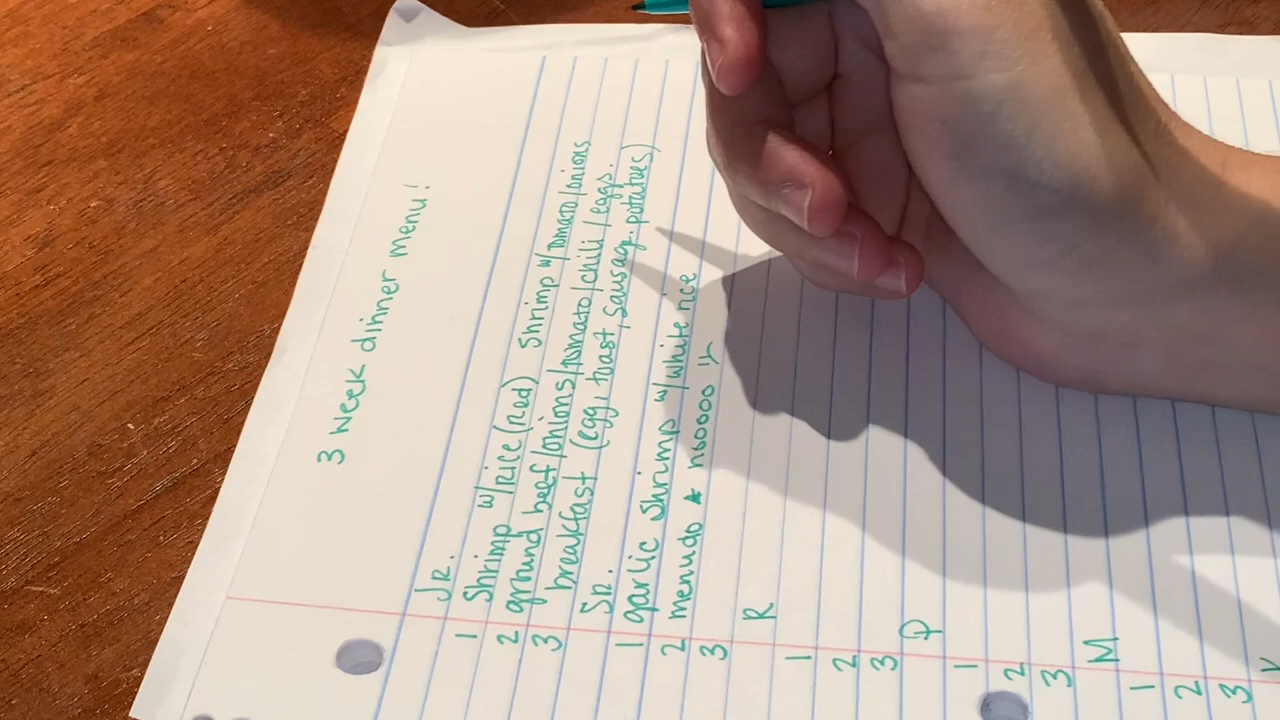 3 week dinner menu!
Jr.
1 Shrimp w/rice (red) Shrimp w/tomato/onions
2 ground beef/onions/tomato/chili/eggs.
3 breakfast (egg, toast, sausage. potatoes)
Sr.
1 garlic shrimp w/white rice
2 menudo noooo
3
R
1
2
3
P
1
2
3
M
1
2
3